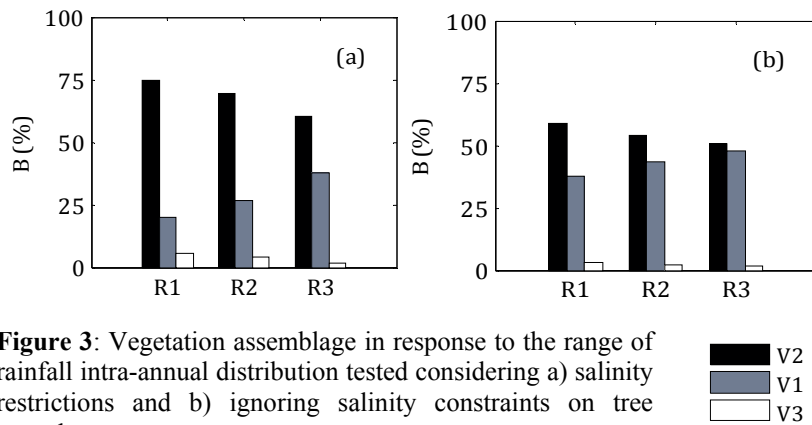 100
75
50
25
0
B (%)
(a)
R1 R2 R3
100
75
50
25
0
B (%)
(b)
R1 R2 R3
Figure 3: Vegetation assemblage in response to the range of
rainfall intra-annual distribution tested considering a) salinity
restrictions and b) ignoring salinity constraints on tree
V2
V1
V3